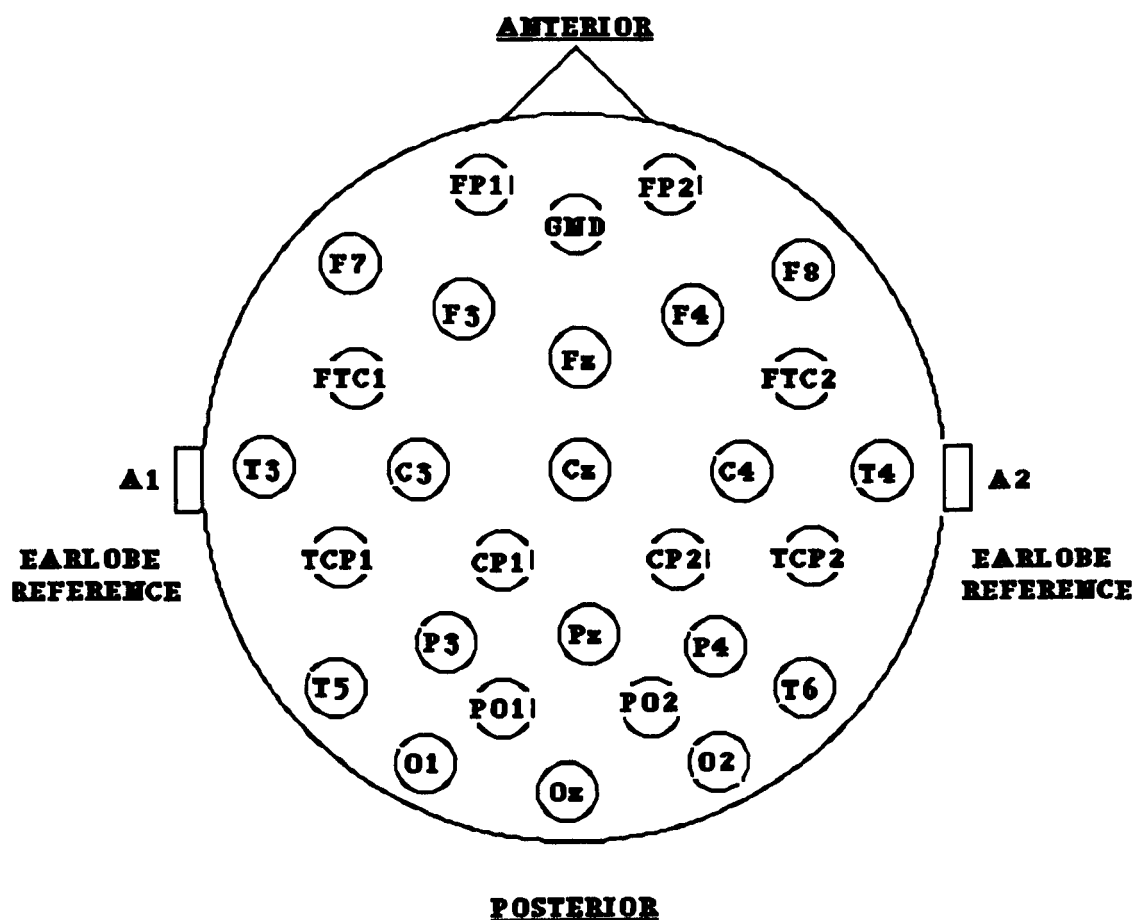 ANTERIOR
FP1 FP2
GND
F7 F8
F3 F4
Fz
FTC1 FTC2
A1 T3 C3 Cz C4 T4 A2
EARLOBE REFERENCE
TCP1 CP1 CP2 TCP2
EARLOBE REFERENCE
P3 Pz P4
T5 T6
PO1 PO2
O1 O2
Oz
POSTERIOR